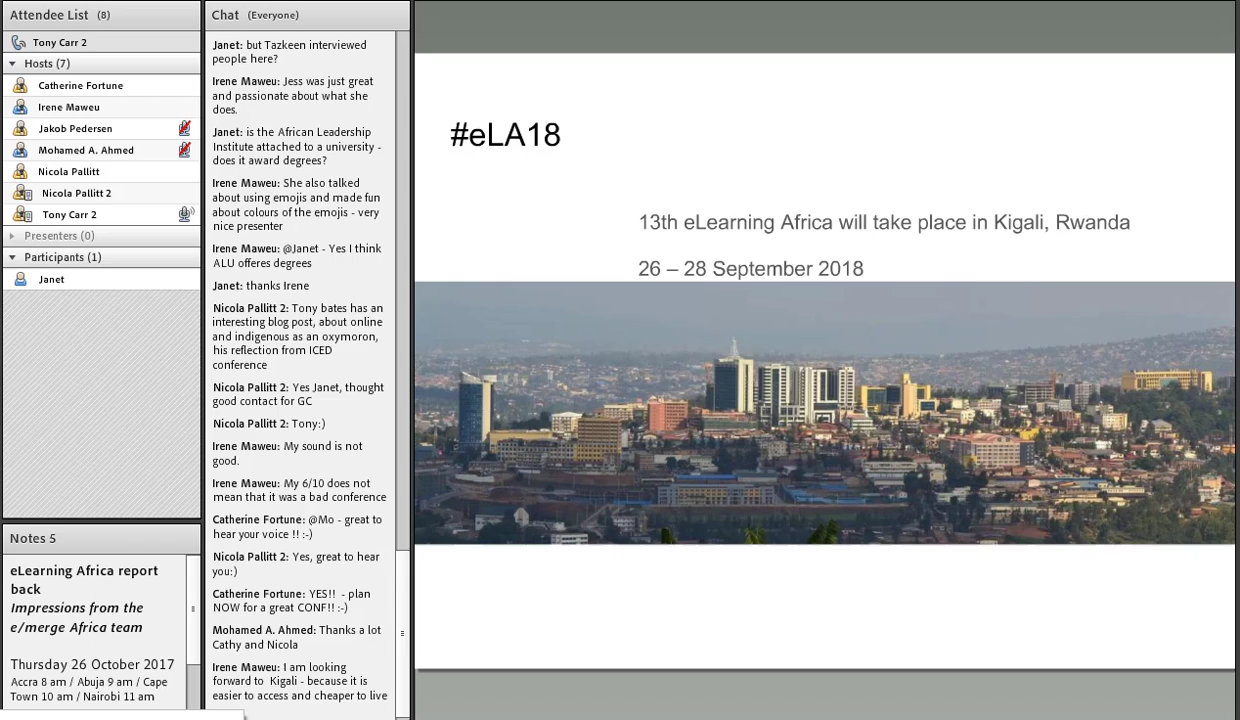 Attendee List (8)
Tony Carr 2
Hosts (7)
Catherine Fortune
Irene Maweu
Jakob Pedersen
Mohamed A. Ahmed
Nicola Pallitt
Nicola Pallitt 2
Tony Carr 2
Presenters (0)
Participants (1)
Janet
Notes 5
eLearning Africa report
back
Impressions from the
e/merge Africa team
Thursday 26 October 2017
Accra 8 am / Abuja 9 am / Cape
Town 10 am / Nairobi 11 am
Chat (Everyone)
Janet: but Tazkeen interviewed
people here?
Irene Maweu: Jess was just great
and passionate about what she
does.
Janet: is the African Leadership
Institute attached to a university -
does it award degrees?
Irene Maweu: She also talked
about using emojis and made fun
about colours of the emojis - very
nice presenter
Irene Maweu: @Janet - Yes I think
ALU offeres degrees
Janet: thanks Irene
Nicola Pallitt 2: Tony bates has an
interesting blog post, about online
and indigenous as an oxymoron,
his reflection from ICED
conference
Nicola Pallitt 2: Yes Janet, thought
good contact for GC
Nicola Pallitt 2: Tony:)
Irene Maweu: My sound is not
good.
Irene Maweu: My 6/10 does not
mean that it was a bad conference
Catherine Fortune: @Mo - great to
hear your voice !! :-)
Nicola Pallitt 2: Yes, great to hear
you:)
Catherine Fortune: YES!! - plan
NOW for a great CONF!! :-)
Mohamed A. Ahmed: Thanks a lot
Cathy and Nicola
Irene Maweu: I am looking
forward to Kigali - because it is
easier to access and cheaper to live
#eLA18
13th eLearning Africa will take place in Kigali, Rwanda
26 – 28 September 2018